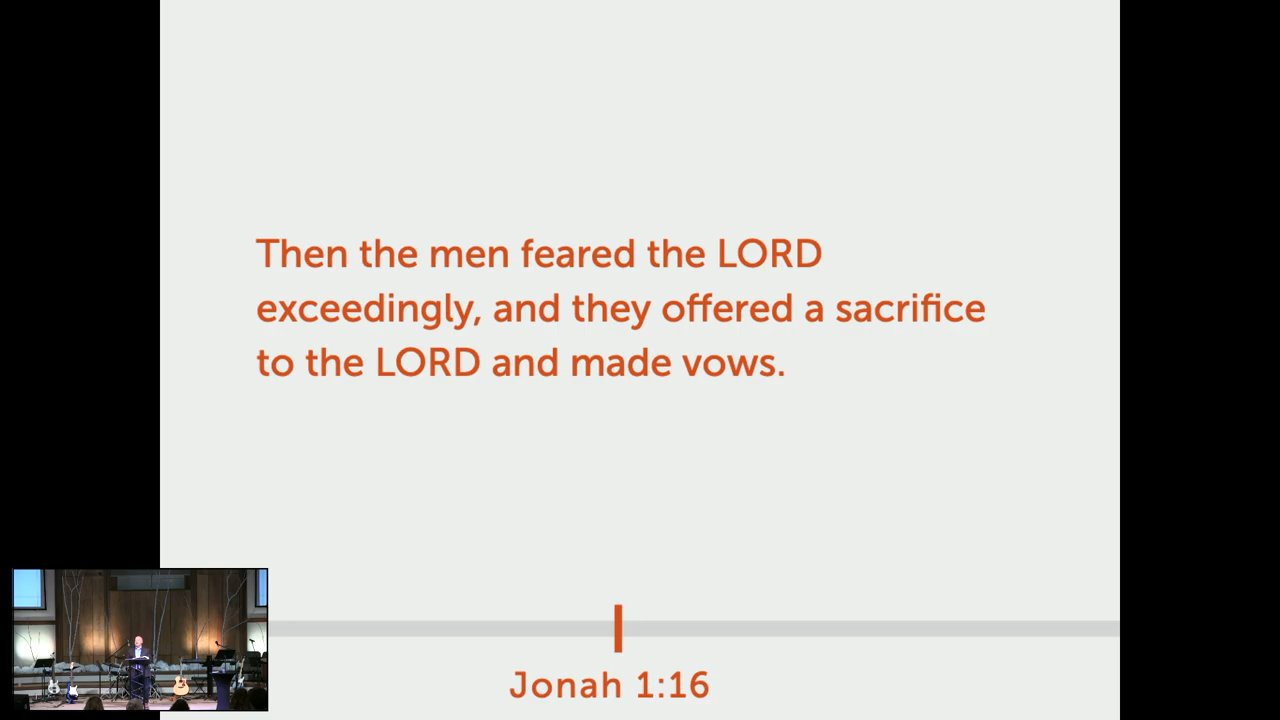 Then the men feared the LORD
exceedingly, and they offered a sacrifice
to the LORD and made vows.
Jonah 1:16